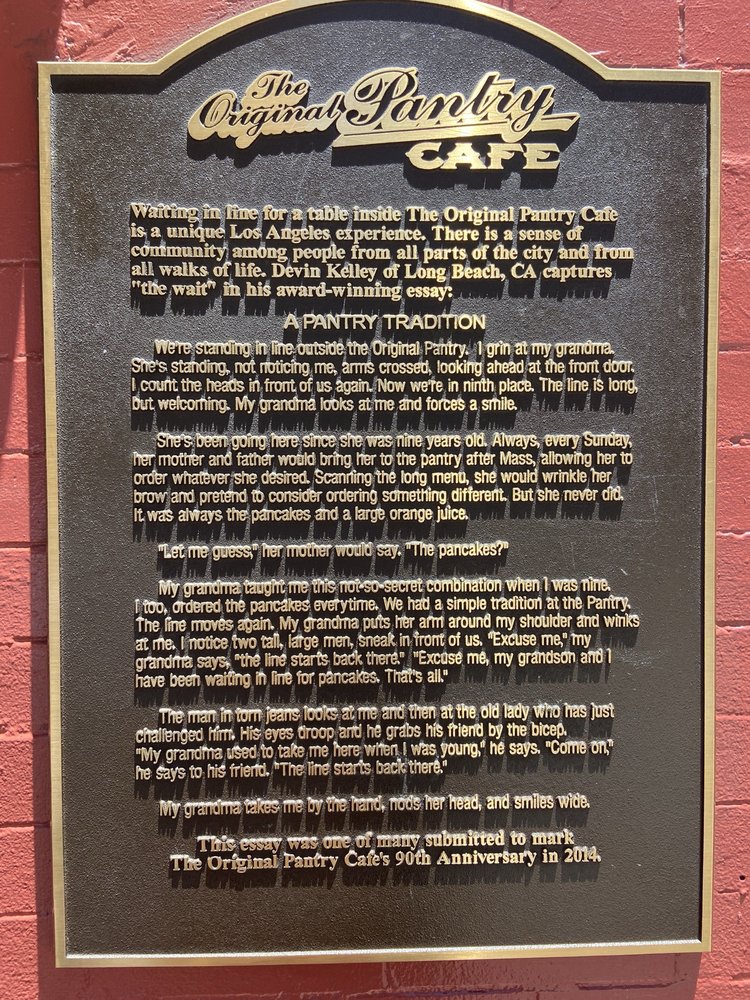 The
Original Pantry
CAFE
Waiting in line for a table inside The Original Pantry Cafe
is a unique Los Angeles experience. There is a sense of
community among people from all parts of the city and from
all walks of life. Devin Kelley of Long Beach, CA captures
"the wait" in his award-winning essay:
A PANTRY TRADITION
We're standing in line outside the Original Pantry. I grin at my grandma.
She's standing, not noticing me, arms crossed, looking ahead at the front door.
I count the heads in front of us again. Now we're in ninth place. The line is long,
but welcoming. My grandma looks at me and forces a smile.
She's been going here since she was nine years old. Always, every Sunday,
her mother and father would bring her to the pantry after Mass, allowing her to
order whatever she desired. Scanning the long menu, she would wrinkle her
brow and pretend to consider ordering something different. But she never did.
It was always the pancakes and a large orange juice.
"Let me guess," her mother would say. "The pancakes?"
My grandma taught me this not-so-secret combination when I was nine.
I too, ordered the pancakes everytime. We had a simple tradition at the Pantry.
The line moves again. My grandma puts her arm around my shoulder and winks
at me. I notice two tall, large men, sneak in front of us. "Excuse me," my
grandma says, "the line starts back there." "Excuse me, my grandson and I
have been waiting in line for pancakes. That's all."
The man in torn jeans looks at me and then at the old lady who has just
challenged him. His eyes droop and he grabs his friend by the bicep.
"My grandma used to take me here when I was young," he says. "Come on,"
he says to his friend. "The line starts back there."
My grandma takes me by the hand, nods her head, and smiles wide.
This essay was one of many submitted to mark
The Original Pantry Cafe's 90th Anniversary in 2014.